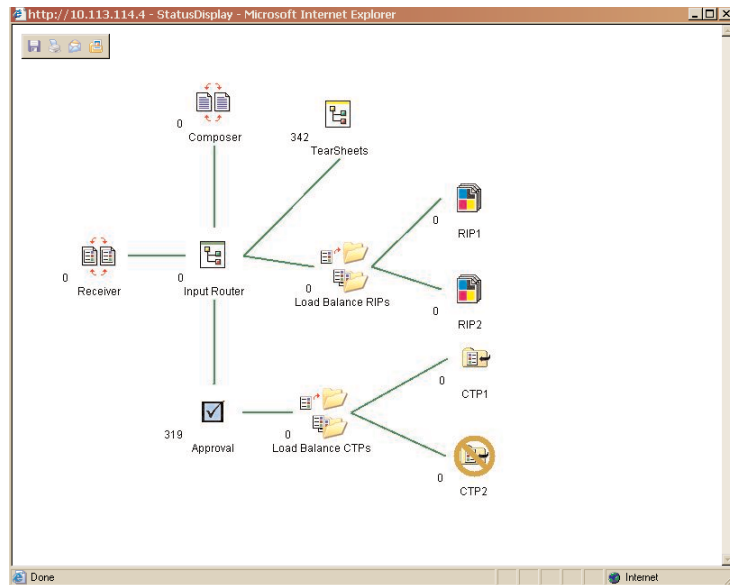 http://10.113.114.4 - StatusDisplay - Microsoft Internet Explorer
0
Composer
342
TearSheets
0
RIP1
0
Receiver
0
Input Router
0
Load Balance RIPs
0
RIP2
0
CTP1
319
Approval
0
Load Balance CTPs
0
CTP2
Done
Internet